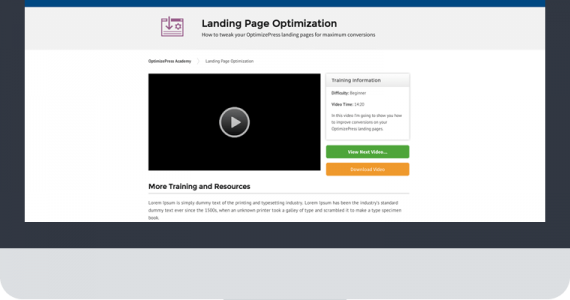 Landing Page Optimization
How to tweak your OptimizePress landing pages for maximum conversions
OptimizePress Academy
Landing Page Optimisation
Training Information
Difficulty: Beginner
Video Time: 14:20
In this video I'm going to show you how
to improve conversions on your
OptimizePress landing pages.
View Next Video...
Download Video
More Training and Resources
Lorem Ipsum is simply dummy text of the printing and typesetting industry. Lorem Ipsum has been the industry's standard
dummy text ever since the 1500s, when an unknown printer took a galley of type and scrambled it to make a type specimen
book.